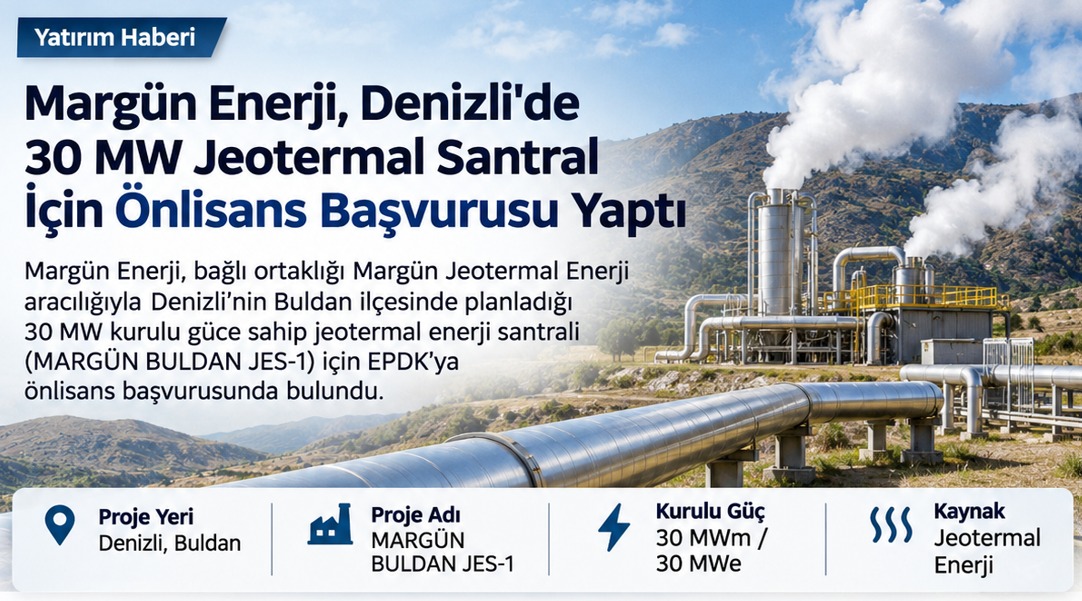 Yatırım Haberi
Margün Enerji, Denizli'de
30 MW Jeotermal Santral
İçin Önlisans Başvurusu Yaptı
Margün Enerji, bağlı ortaklığı Margün Jeotermal Enerji
aracılığıyla Denizli'nin Buldan ilçesinde planladığı
30 MW kurulu güce sahip jeotermal enerji santrali
(MARGÜN BULDAN JES-1) için EPDK'ya
önlisans başvurusunda bulundu.
Proje Yeri
Denizli, Buldan
Proje Adı
MARGÜN
BULDAN JES-1
Kurulu Güç
30 MWm /
30 MWe
Kaynak
Jeotermal
Enerji